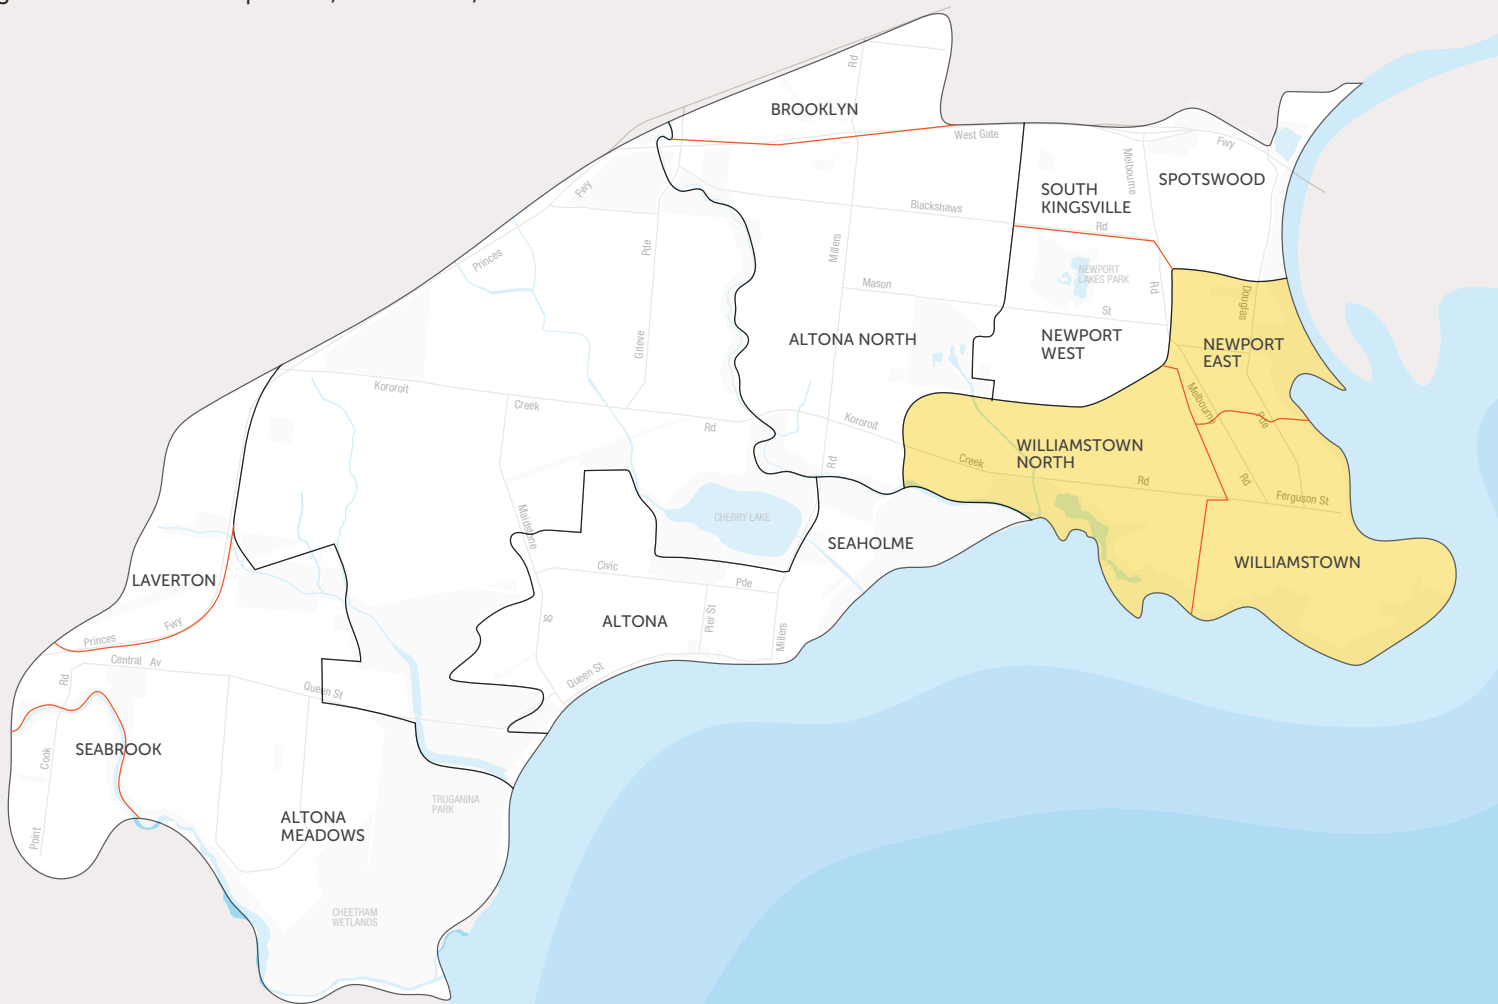 BROOKLYN
Rd
West Gate
Fwy
SPOTSWOOD
SOUTH
KINGSVILLE
Melbourne
Rd
Blackshaws
Rd
Fwy
Princes
Pde
Grieve
Millers
Mason
St
NEWPORT
LAKES PARK
ALTONA NORTH
NEWPORT
WEST
Douglas
NEWPORT
EAST
Melbourne
Pde
Rd
Kororoit
Creek
Rd
Kororoit
Rd
Creek
Rd
WILLIAMSTOWN
NORTH
Ferguson St
WILLIAMSTOWN
Maidstone
St
CHERRY LAKE
SEAHOLME
LAVERTON
Princes
Fwy
Civic
Pde
ALTONA
Pier St
Millers
Queen St
Central Av
Rd
Queen St
SEABROOK
Cook
Point
ALTONA
MEADOWS
TRUGANINA
PARK
CHEETHAM
WETLANDS